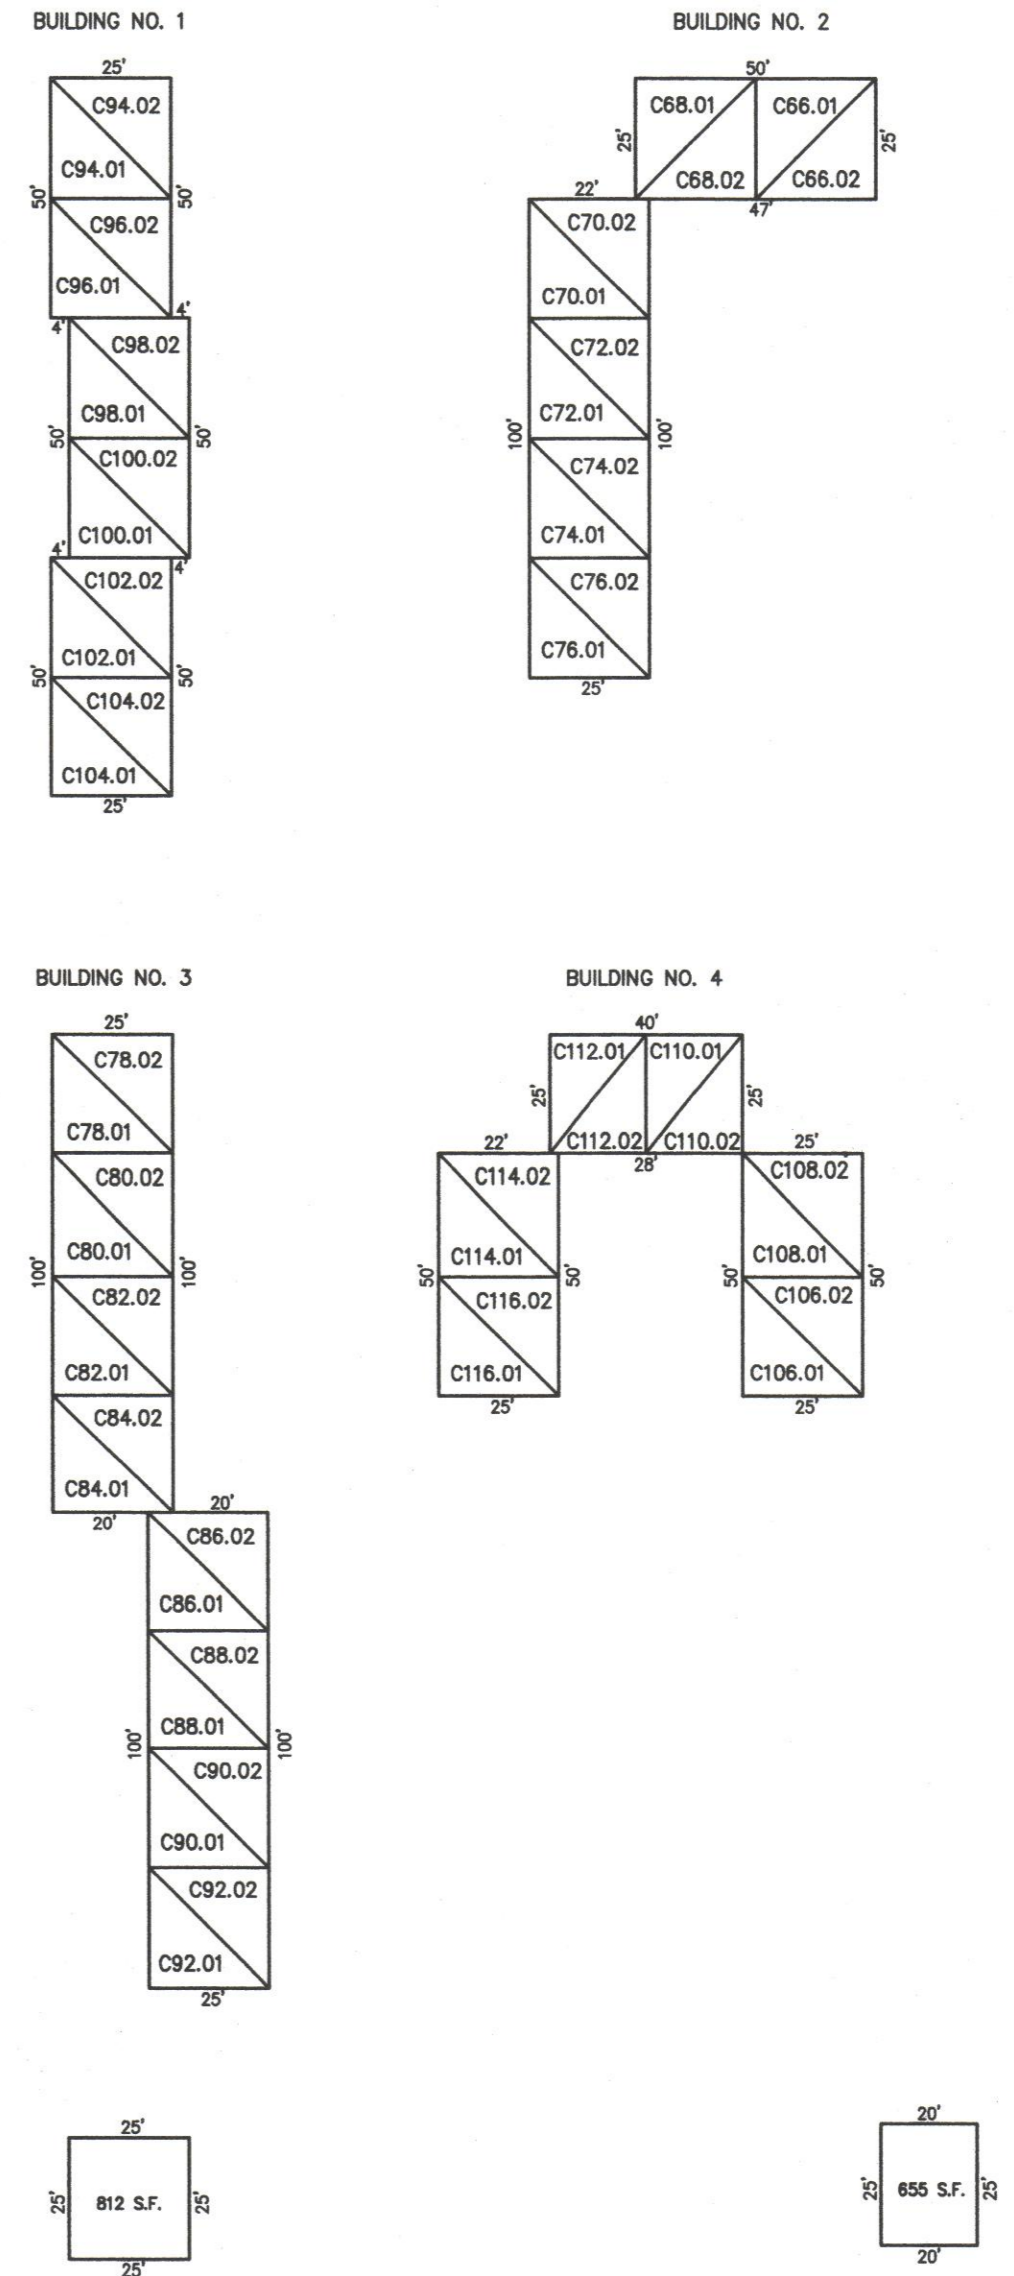 BUILDING NO. 1
25'
C94.02
C94.01
50'
50'
C96.02
C96.01
4'
4'
C98.02
C98.01
50'
50'
C100.02
C100.01
4'
4'
C102.02
C102.01
50'
50'
C104.02
C104.01
25'
BUILDING NO. 2
50'
C68.01
C66.01
25'
25'
C68.02
C66.02
22'
47'
C70.02
C70.01
C72.02
C72.01
100'
100'
C74.02
C74.01
C76.02
C76.01
25'
BUILDING NO. 3
25'
C78.02
C78.01
C80.02
C80.01
100'
100'
C82.02
C82.01
C84.02
C84.01
20'
20'
C86.02
C86.01
C88.02
C88.01
100'
100'
C90.02
C90.01
C92.02
C92.01
25'
BUILDING NO. 4
40'
C112.01
C110.01
25'
25'
C112.02
C110.02
22'
28'
25'
C114.02
C108.02
C114.01
C108.01
50'
50'
50'
50'
C116.02
C106.02
C116.01
C106.01
25'
25'
25'
25'
812 S.F.
25'
25'
20'
25'
655 S.F.
25'
20'